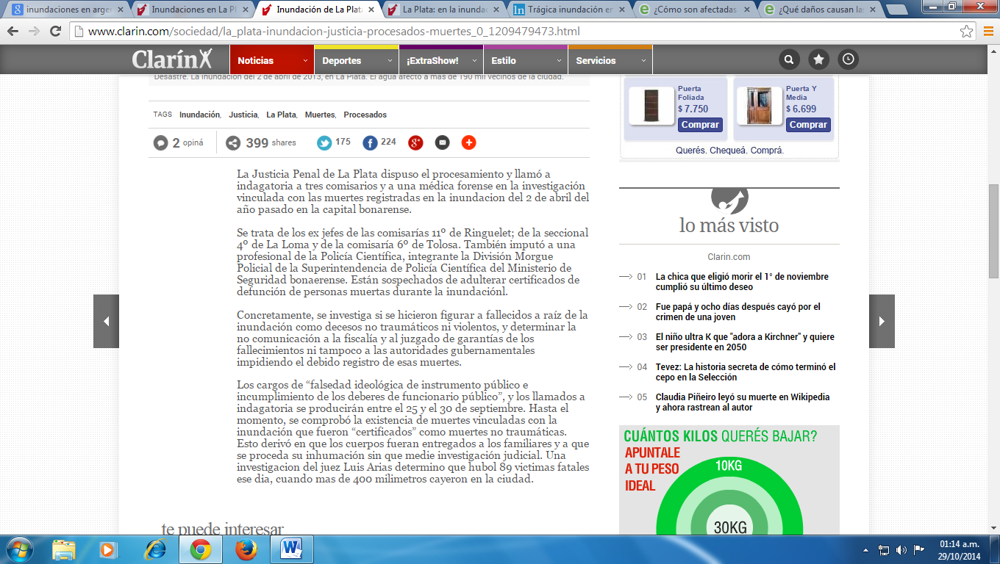 inundaciones en argen
Inundaciones en La Pl
Inundación de La Plata
La Plata: en la inunda
Trágica inundación en
¿Cómo son afectadas
¿Qué daños causan la
www.clarin.com/sociedad/la_plata-inundacion-justicia-procesados-muertes_0_1209479473.html
Clarín
Noticias
Deportes
¡ExtraShow!
Estilo
Servicios
Desastre. La inundación del 2 de abril de 2013, en La Plata. El agua afectó a más de 190 mil vecinos de la ciudad.
TAGS Inundación, Justicia, La Plata, Muertes, Procesados
2 opiná 399 shares 175 224
La Justicia Penal de La Plata dispuso el procesamiento y llamó a
indagatoria a tres comisarios y a una médica forense en la investigación
vinculada con las muertes registradas en la inundacion del 2 de abril del
año pasado en la capital bonarense.
Se trata de los ex jefes de las comisarías 11º de Ringuelet; de la seccional
4º de La Loma y de la comisaría 6º de Tolosa. También imputó a una
profesional de la Policía Científica, integrante la División Morgue
Policial de la Superintendencia de Policía Científica del Ministerio de
Seguridad bonaerense. Están sospechados de adulterar certificados de
defunción de personas muertas durante la inundaciónl.
Concretamente, se investiga si se hicieron figurar a fallecidos a raíz de la
inundación como decesos no traumáticos ni violentos, y determinar la
no comunicación a la fiscalía y al juzgado de garantías de los
fallecimientos ni tampoco a las autoridades gubernamentales
impidiendo el debido registro de esas muertes.
Los cargos de “falsedad ideológica de instrumento público e
incumplimiento de los deberes de funcionario público”, y los llamados a
indagatoria se producirán entre el 25 y el 30 de septiembre. Hasta el
momento, se comprobó la existencia de muertes vinculadas con la
inundación que fueron “certificados” como muertes no traumáticas.
Esto derivó en que los cuerpos fueran entregados a los familiares y a que
se proceda su inhumación sin que medie investigación judicial. Una
investigacion del juez Luis Arias determino que hubol 89 victimas fatales
ese dia, cuando mas de 400 milimetros cayeron en la ciudad.
te puede interesar
Puerta
Foliada
$ 7.750
Comprar
Puerta Y
Media
$ 6.699
Comprar
Querés. Chequeá. Comprá.
lo más visto
Clarin.com
01 La chica que eligió morir el 1° de noviembre
cumplió su último deseo
02 Fue papá y ocho días después cayó por el
crimen de una joven
03 El niño ultra K que "adora a Kirchner" y quiere
ser presidente en 2050
04 Tevez: La historia secreta de cómo terminó el
cepo en la Selección
05 Claudia Piñeiro leyó su muerte en Wikipedia
y ahora rastrean al autor
CUÁNTOS KILOS QUERÉS BAJAR?
APUNTALE
A TU PESO
IDEAL
10KG
30KG
01:14 a.m.
29/10/2014